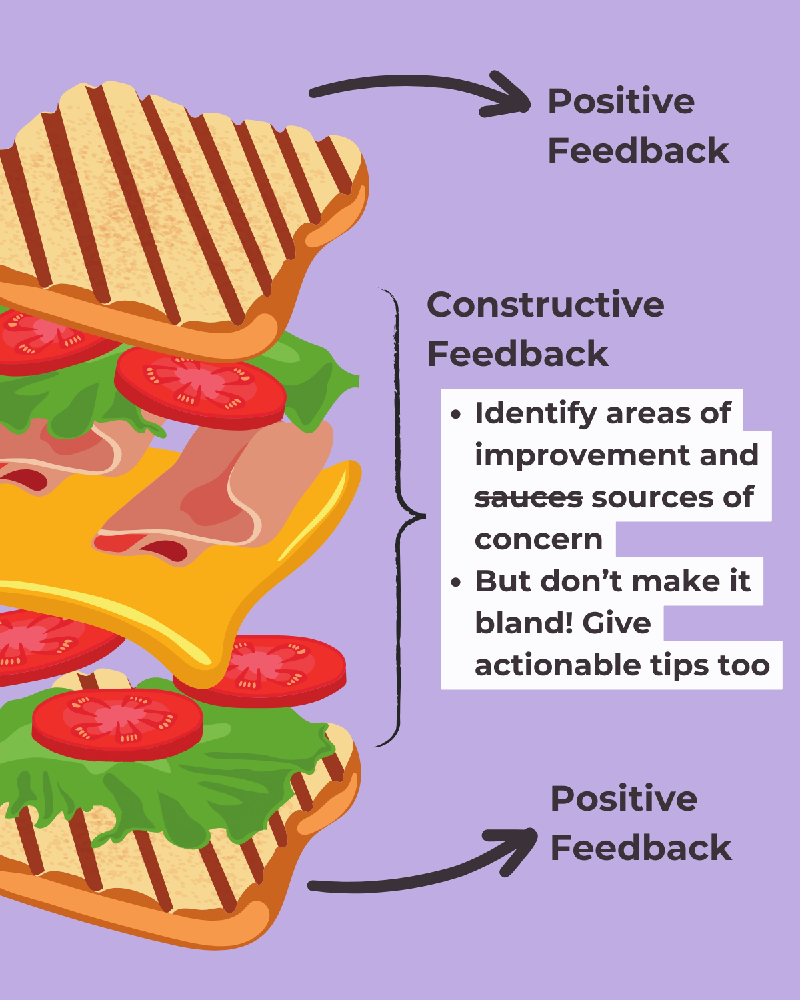 Positive
Feedback
Constructive
Feedback
• Identify areas of
improvement and
sauces sources of
concern
• But don’t make it
bland! Give
actionable tips too
Positive
Feedback